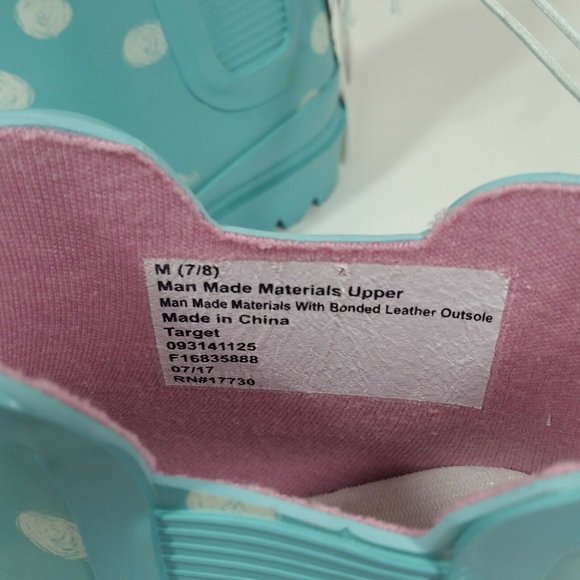 M (7/8)
Man Made Materials Upper
Man Made Materials With Bonded Leather Outsole
Made in China
Target
093141125
F16835888
07/17
RN#17730